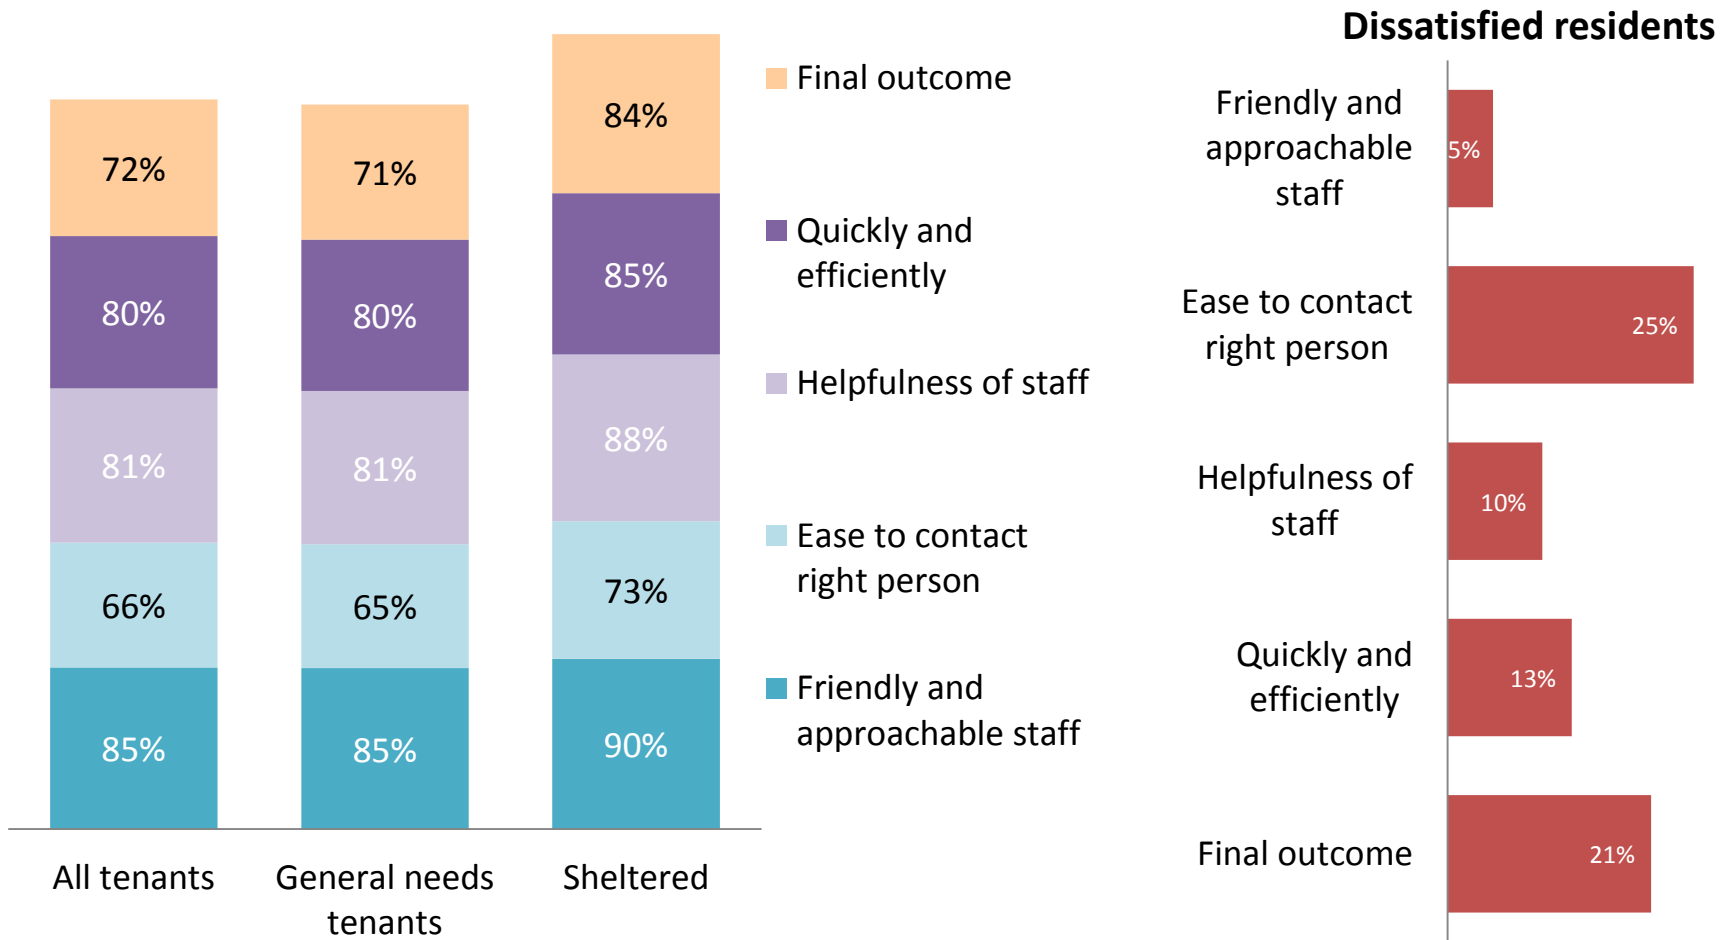 72%
71%
84%
80%
80%
85%
81%
81%
88%
66%
65%
73%
85%
85%
90%
All tenants
General needs
tenants
Sheltered
Final outcome
Quickly and
efficiently
Helpfulness of staff
Ease to contact
right person
Friendly and
approachable staff
Dissatisfied residents
Friendly and
approachable
staff
5%
Ease to contact
right person
25%
Helpfulness of
staff
10%
Quickly and
efficiently
13%
Final outcome
21%